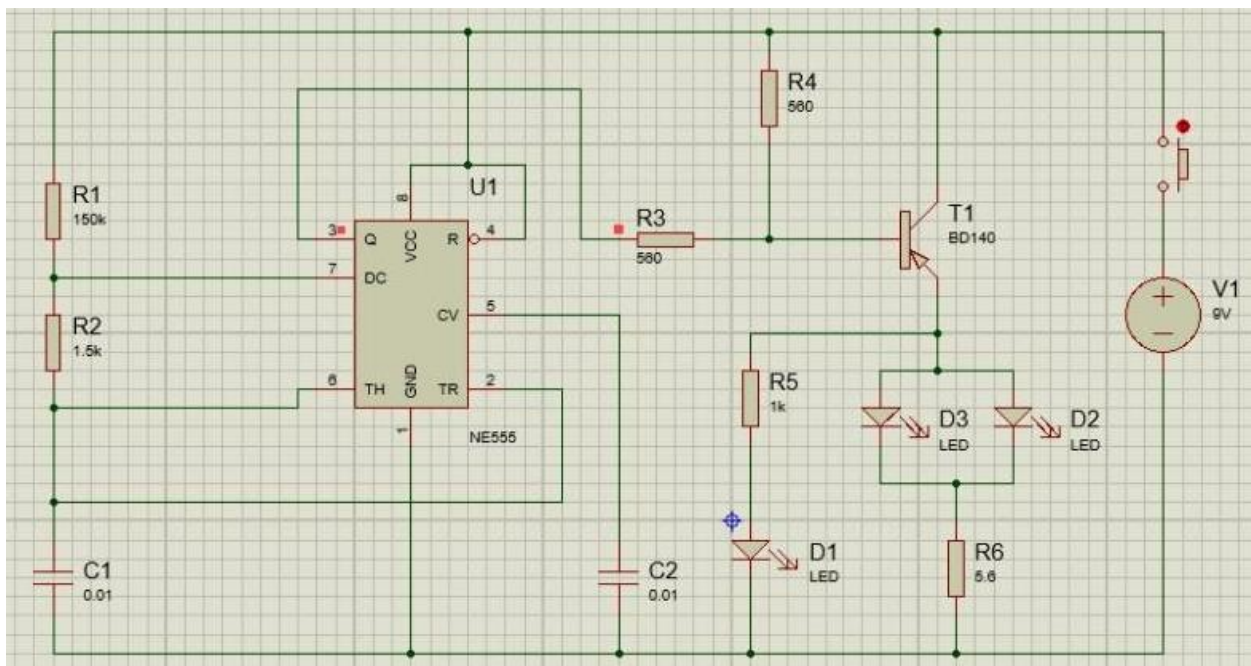 R4
560
R1
150k
U1
8
3
Q
VCC
R
4
7
DC
R3
560
T1
BD140
CV
5
V1
9V
R2
1.5k
6
TH
GND
TR
2
1
NE555
R5
1k
D3
LED
D2
LED
C1
0.01
C2
0.01
D1
LED
R6
5.6